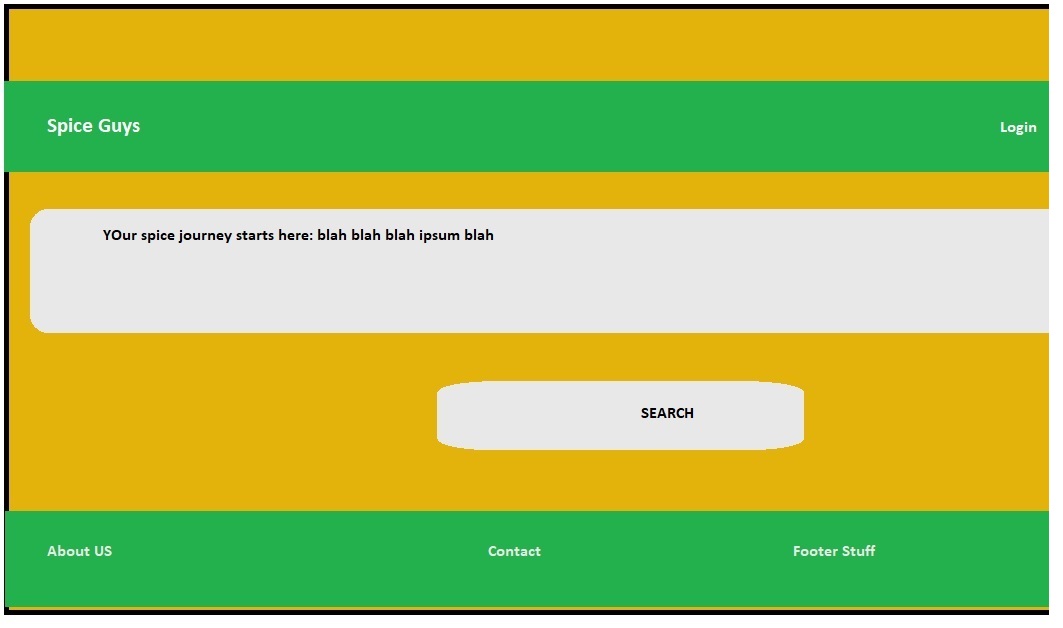 Spice Guys
Login
YOur spice journey starts here: blah blah blah ipsum blah
SEARCH
About US
Contact
Footer Stuff